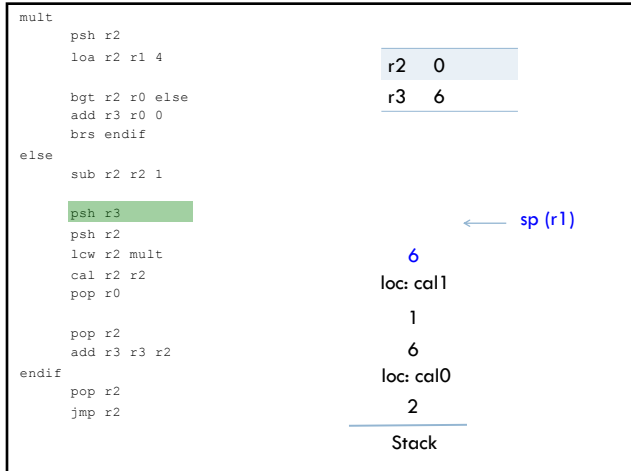 mult
psh r2
loa r2 r1 4
bgt r2 r0 else
add r3 r0 0
brs endif
else
sub r2 r2 1
psh r3
psh r2
lcw r2 mult
cal r2 r2
pop r0
pop r2
add r3 r3 r2
endif
pop r2
jmp r2
r2 0
r3 6
sp (r1)
6
loc: cal1
1
6
loc: cal0
2
Stack